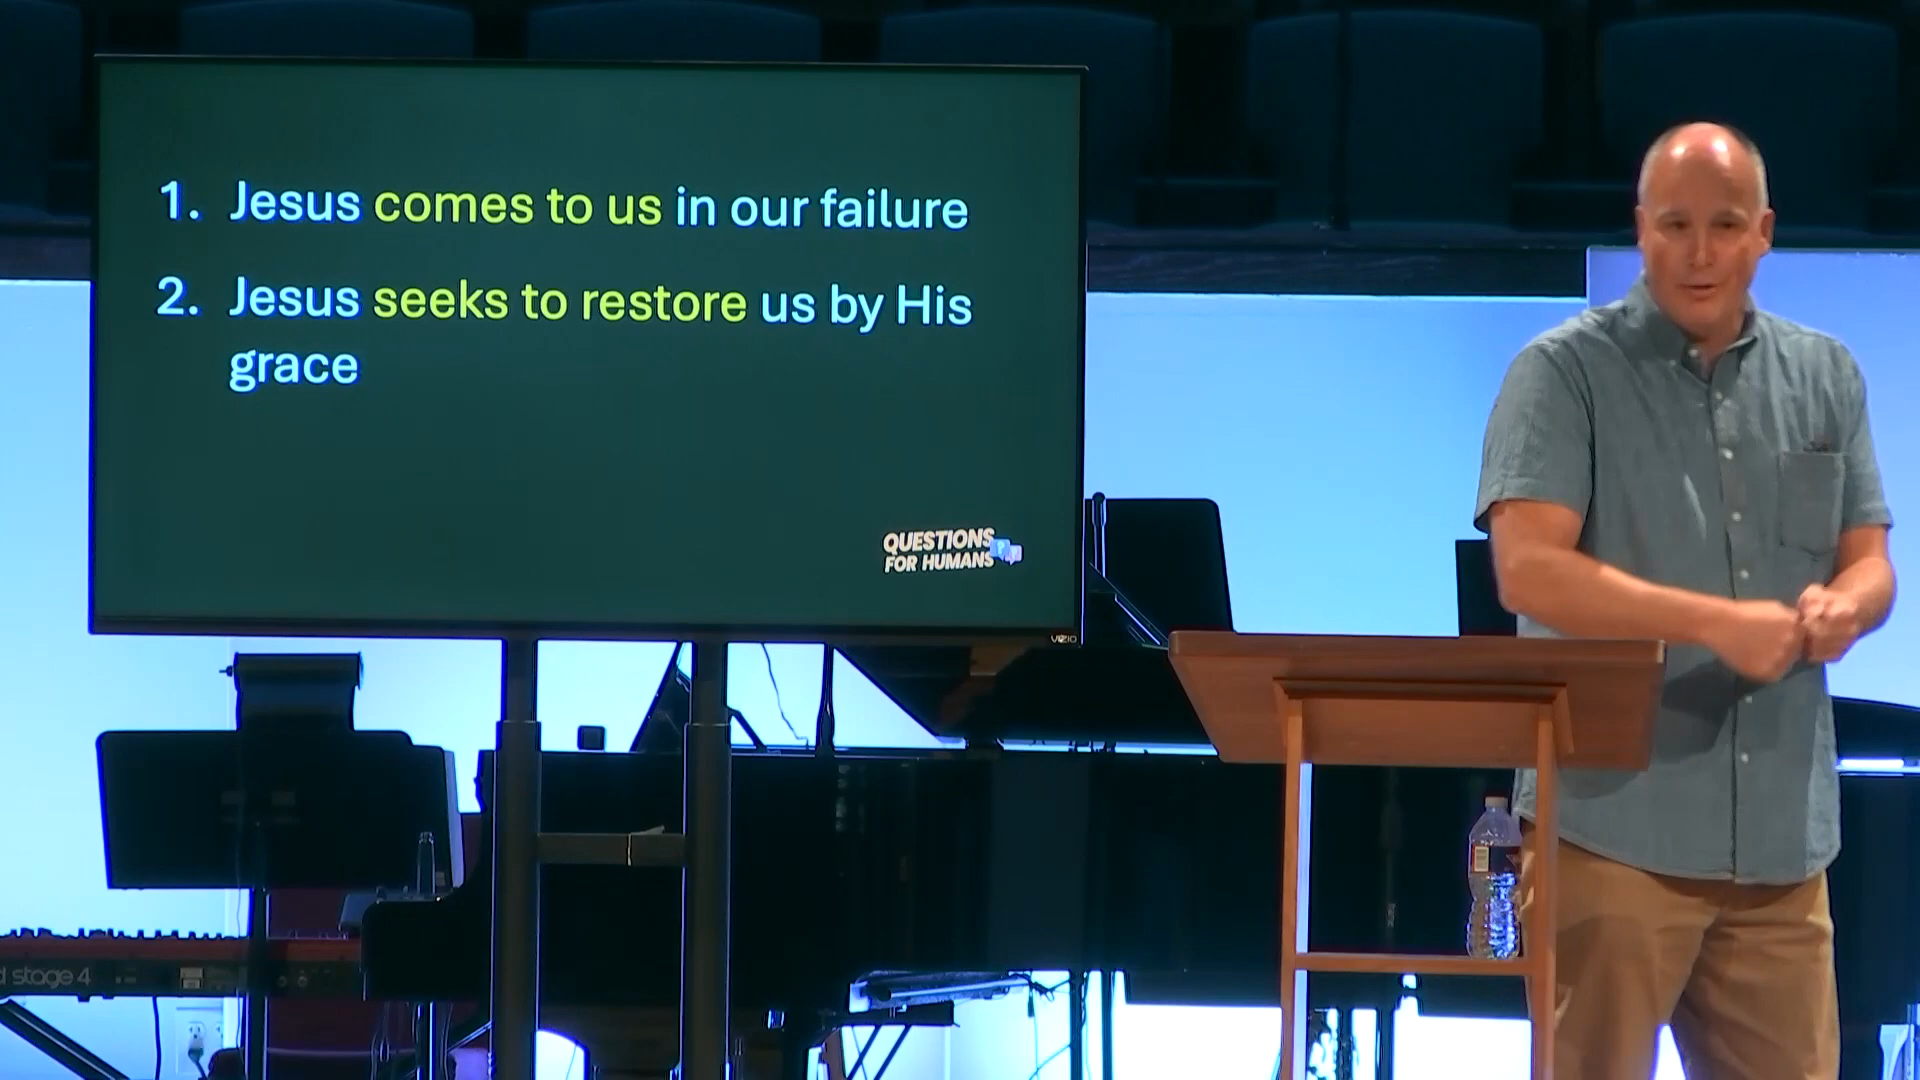 1. Jesus comes to us in our failure
2. Jesus seeks to restore us by His
grace
QUESTIONS
FOR HUMANS
VIZIO
stage 4